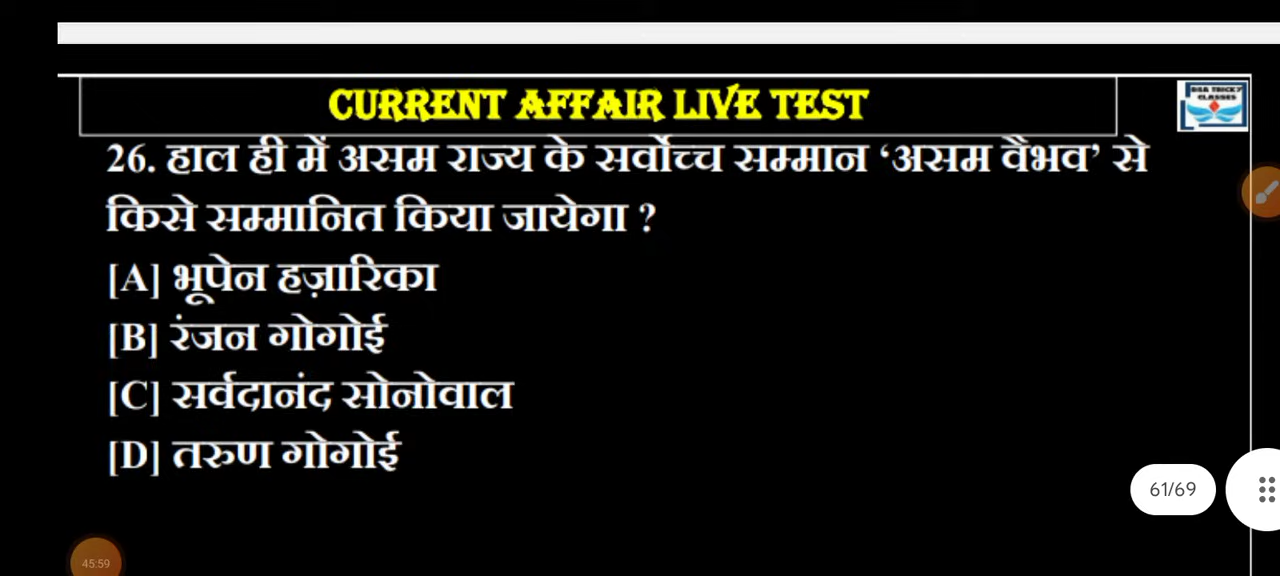 CURRENT AFFAIR LIVE TEST
26. हाल ही में असम राज्य के सर्वोच्च सम्मान ‘असम वैभव’ से
किसे सम्मानित किया जायेगा ?
[A] भूपेन हज़ारिका
[B] रंजन गोगोई
[C] सर्वदानंद सोनोवाल
[D] तरुण गोगोई
61/69
45:59